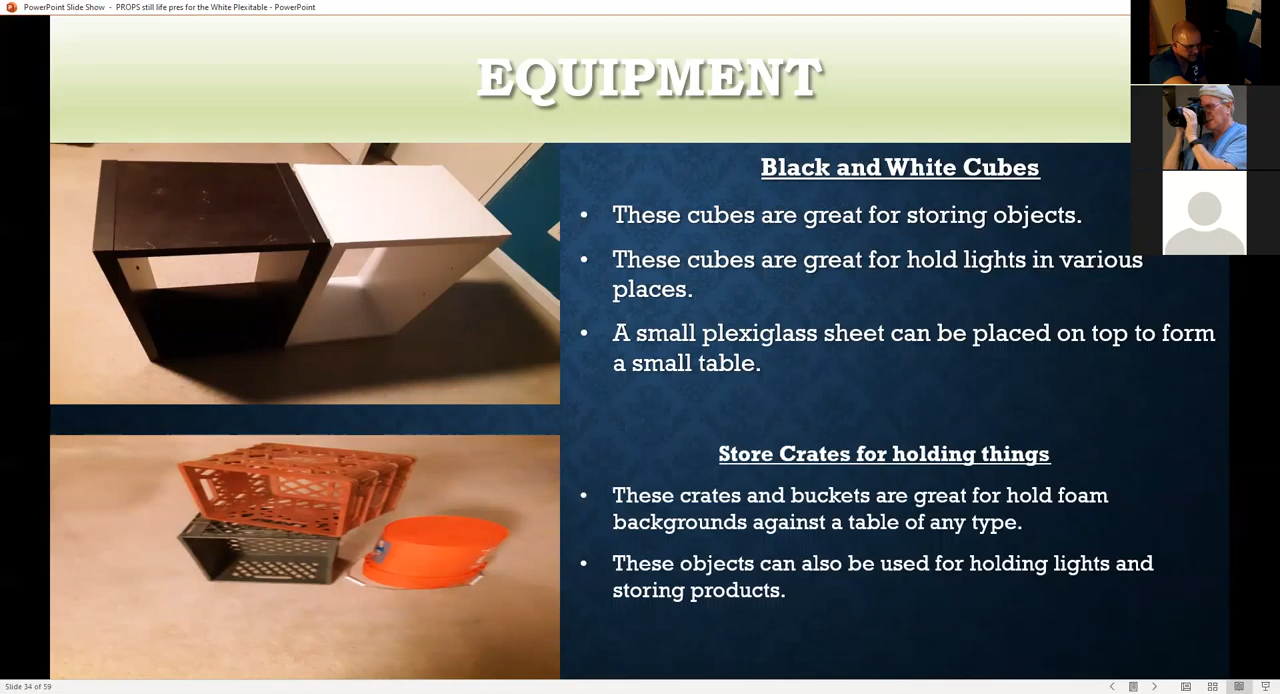 PowerPoint Slide Show - PROPS still life pres for the White Plexitable - PowerPoint
EQUIPMENT
Black and White Cubes
• These cubes are great for storing objects.
• These cubes are great for hold lights in various
places.
• A small plexiglass sheet can be placed on top to form
a small table.
Store Crates for holding things
• These crates and buckets are great for hold foam
backgrounds against a table of any type.
• These objects can also be used for holding lights and
storing products.
Slide 34 of 59